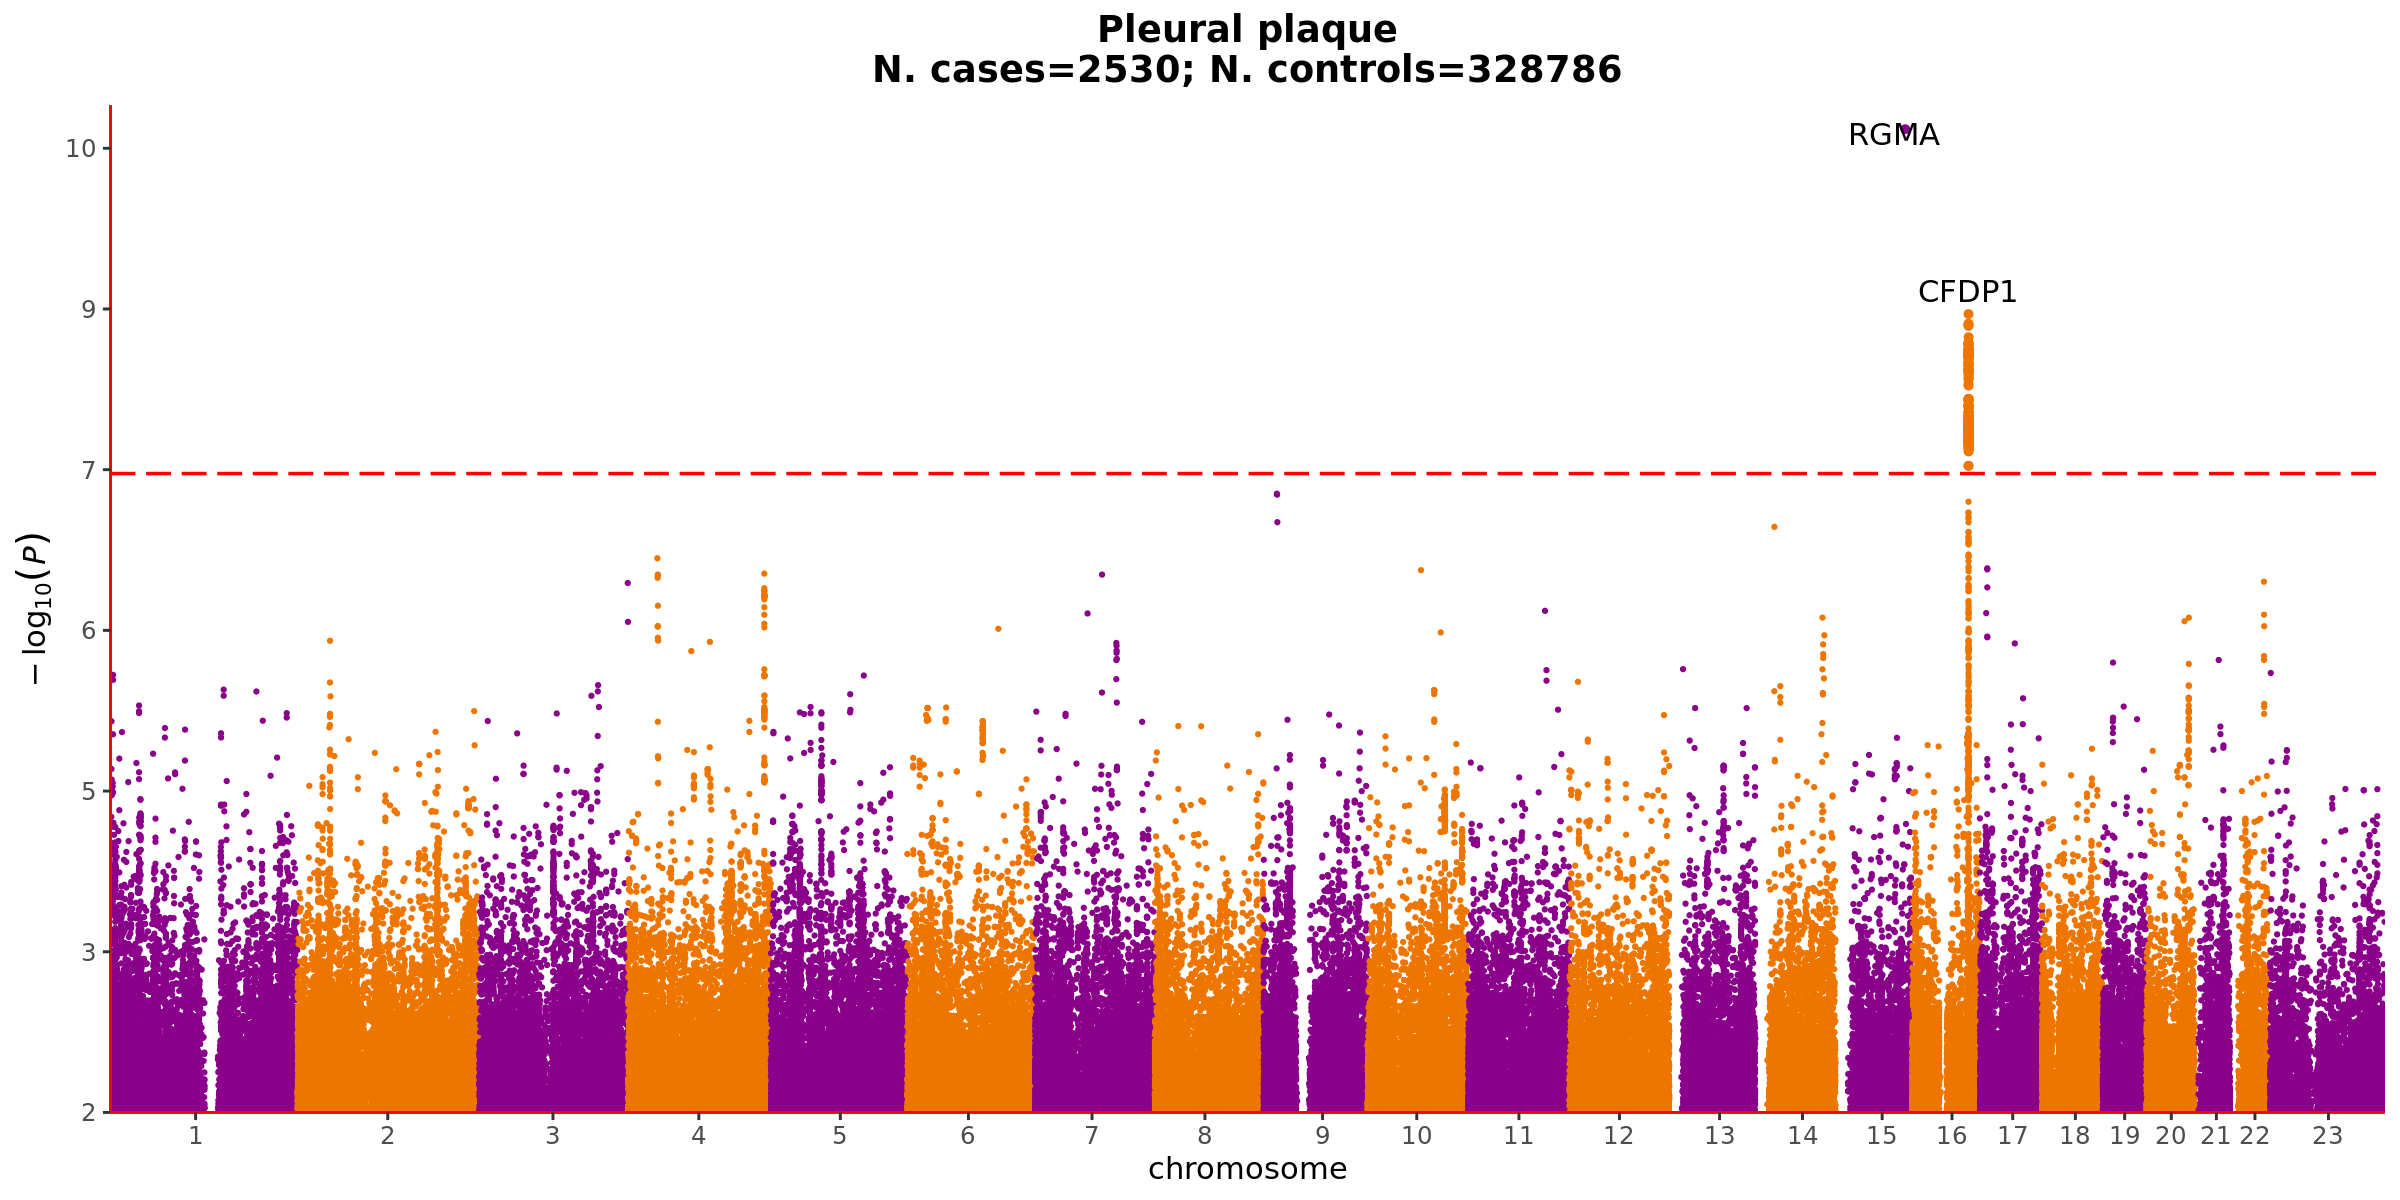 Pleural plaque
N. cases=2530; N. controls=328786
RGMA
CFDP1
10
9
7
6
5
3
2
−log10(P)
1 2 3 4 5 6 7 8 9 10 11 12 13 14 15 16 17 18 19 20 21 22 23
chromosome